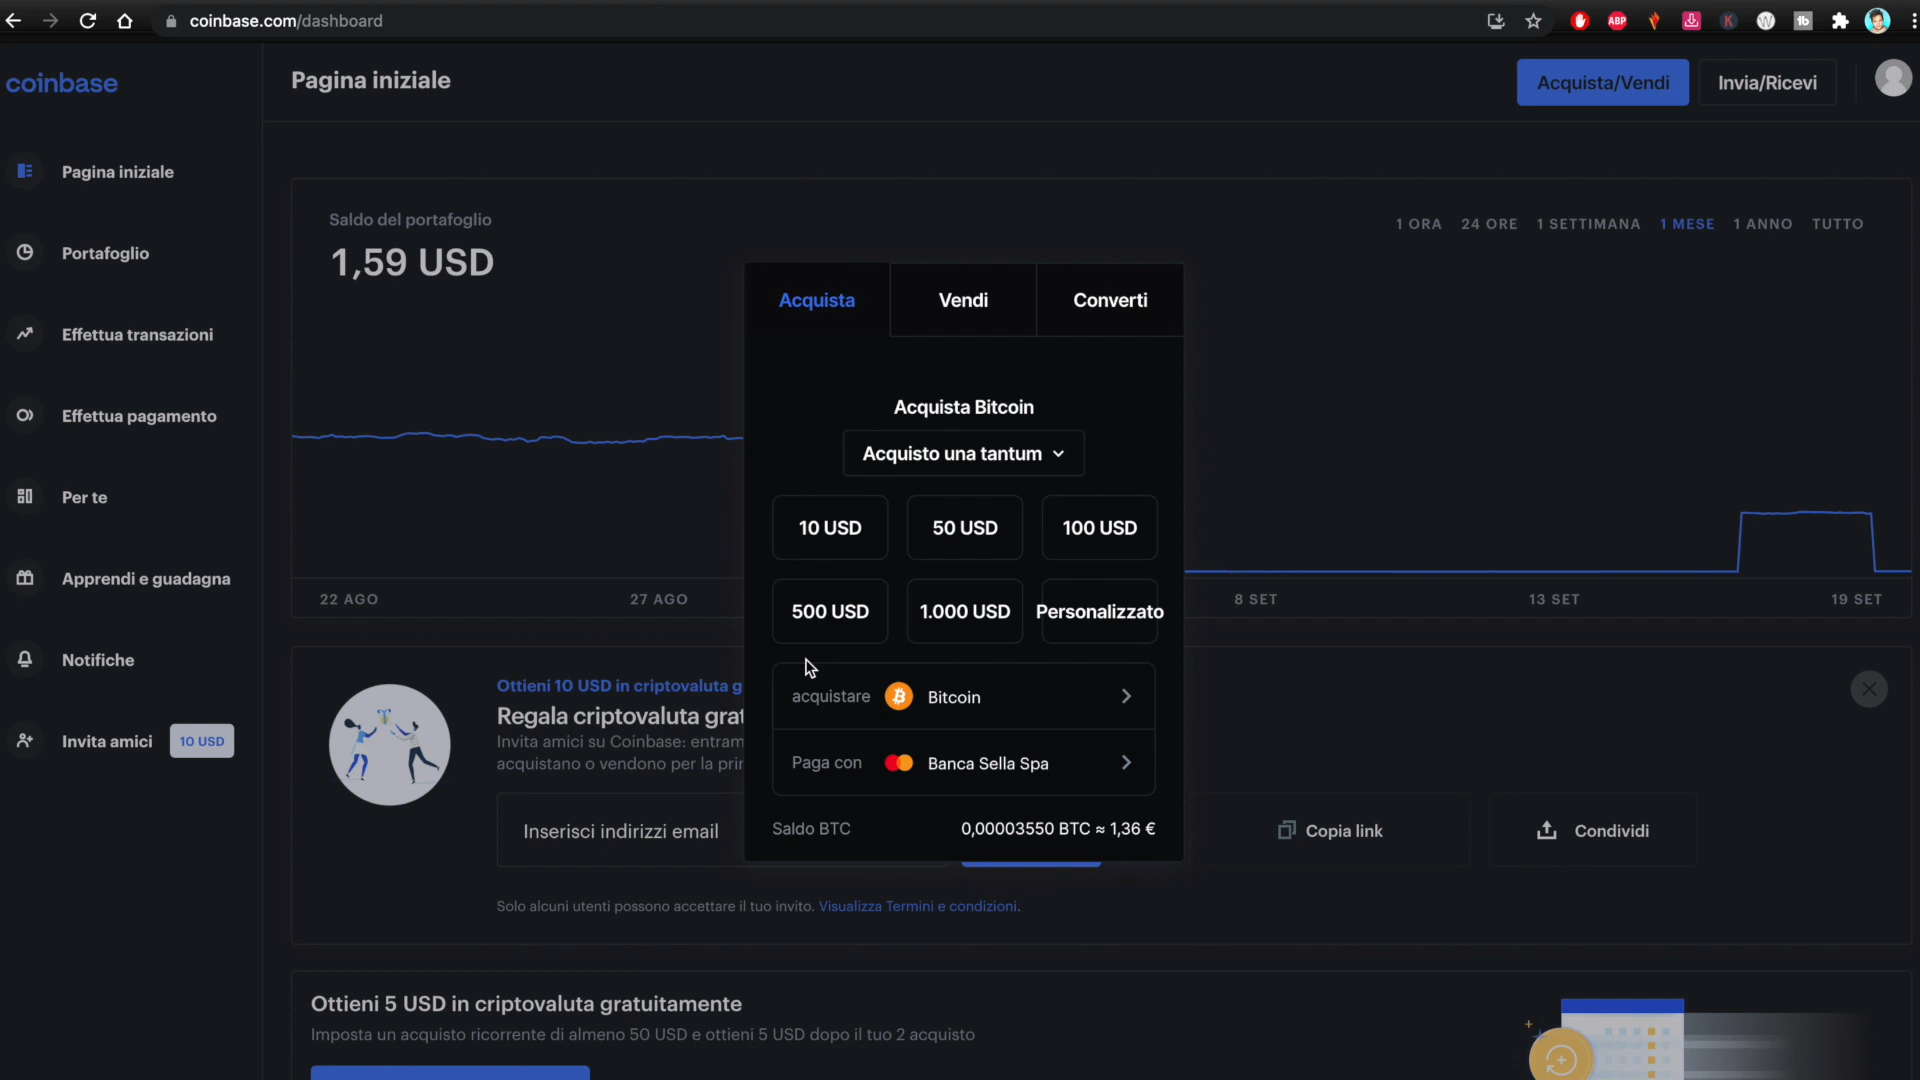 coinbase.com/dashboard
ABP
K
W
tb
coinbase
Pagina iniziale
Acquista/Vendi
Invia/Ricevi
Pagina iniziale
Portafoglio
Effettua transazioni
Effettua pagamento
Per te
Apprendi e guadagna
Notifiche
Invita amici
10 USD
Saldo del portafoglio
1,59 USD
1 ORA 24 ORE 1 SETTIMANA 1 MESE 1 ANNO TUTTO
Acquista
Vendi
Converti
Acquista Bitcoin
Acquisto una tantum
10 USD
50 USD
100 USD
500 USD
1.000 USD
Personalizzato
acquistare Bitcoin
Paga con Banca Sella Spa
Saldo BTC
0,00003550 BTC ≈ 1,36 €
22 AGO
27 AGO
8 SET
13 SET
19 SET
Ottieni 10 USD in criptovaluta g
Regala criptovaluta grat
Invita amici su Coinbase: entram
acquistano o vendono per la prir
Inserisci indirizzi email
Copia link
Condividi
Solo alcuni utenti possono accettare il tuo invito. Visualizza Termini e condizioni.
Ottieni 5 USD in criptovaluta gratuitamente
Imposta un acquisto ricorrente di almeno 50 USD e ottieni 5 USD dopo il tuo 2 acquisto